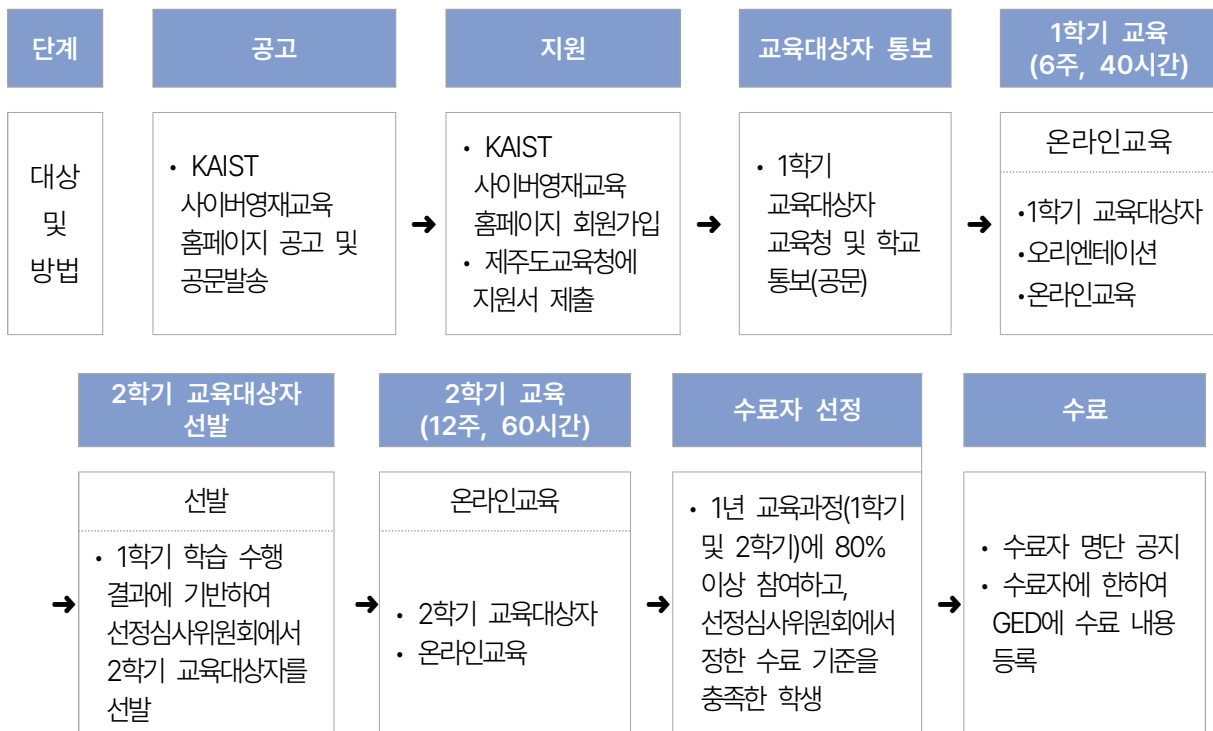 단계
공고
지원
교육대상자 통보
1학기 교육
(6주, 40시간)
대상
및
방법
• KAIST
사이버영재교육
홈페이지 공고 및
공문발송
➜
• KAIST
사이버영재교육
홈페이지 회원가입
• 제주도교육청에
지원서 제출
➜
• 1학기
교육대상자
교육청 및 학교
통보(공문)
➜
온라인교육
•1학기 교육대상자
•오리엔테이션
•온라인교육
2학기 교육대상자
선발
2학기 교육
(12주, 60시간)
수료자 선정
수료
➜
선발
• 1학기 학습 수행
결과에 기반하여
선정심사위원회에서
2학기 교육대상자를
선발
➜
온라인교육
• 2학기 교육대상자
• 온라인교육
➜
• 1년 교육과정(1학기
및 2학기)에 80%
이상 참여하고,
선정심사위원회에서
정한 수료 기준을
충족한 학생
➜
• 수료자 명단 공지
• 수료자에 한하여
GED에 수료 내용
등록